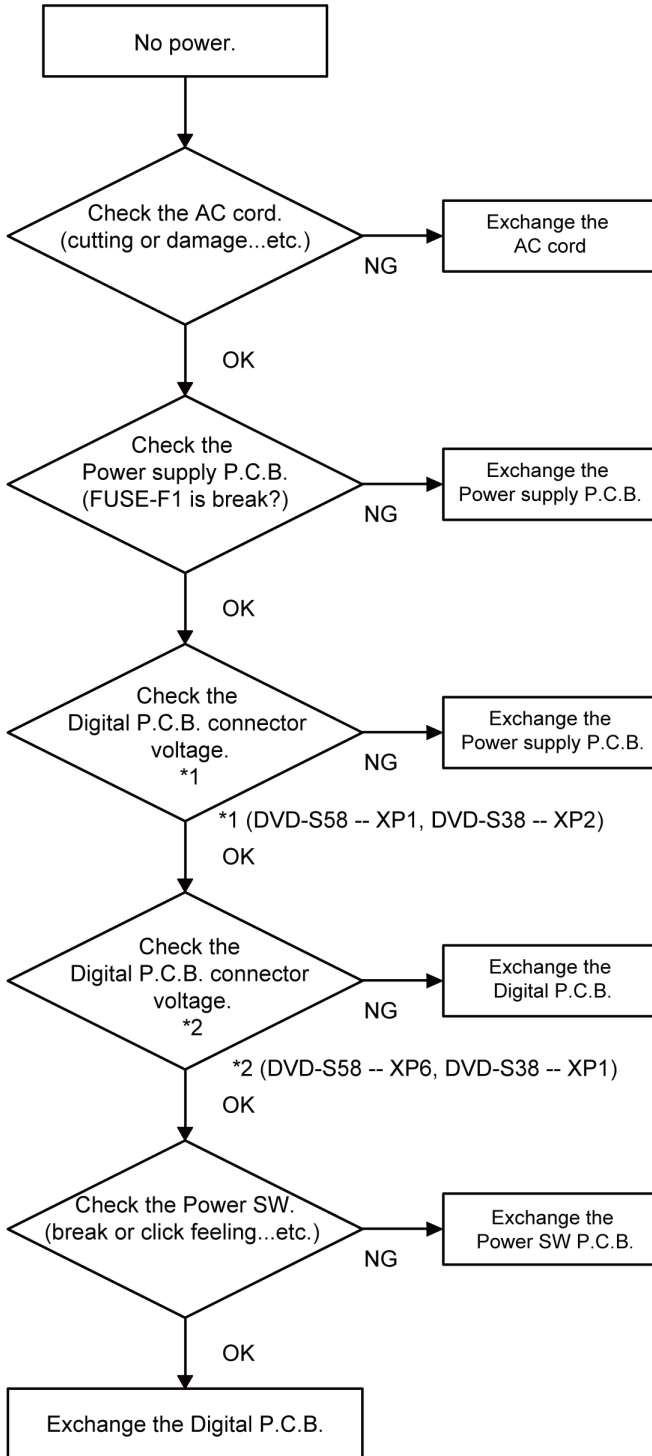 No power.
Check the AC cord.
(cutting or damage...etc.)
NG
Exchange the
AC cord
OK
Check the
Power supply P.C.B.
(FUSE-F1 is break?)
NG
Exchange the
Power supply P.C.B.
OK
Check the
Digital P.C.B. connector
voltage.
*1
NG
Exchange the
Power supply P.C.B.
*1 (DVD-S58 -- XP1, DVD-S38 -- XP2)
OK
Check the
Digital P.C.B. connector
voltage.
*2
NG
Exchange the
Digital P.C.B.
*2 (DVD-S58 -- XP6, DVD-S38 -- XP1)
OK
Check the Power SW.
(break or click feeling...etc.)
NG
Exchange the
Power SW P.C.B.
OK
Exchange the Digital P.C.B.